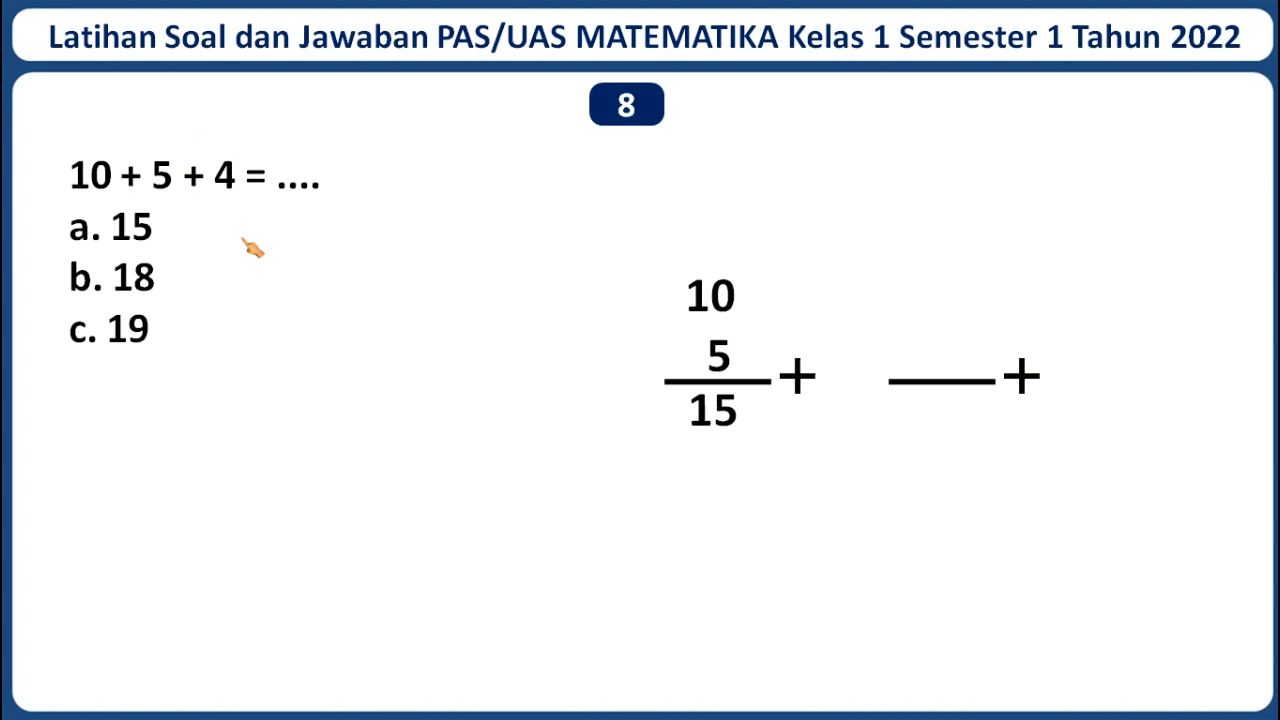 Latihan Soal dan Jawaban PAS/UAS MATEMATIKA Kelas 1 Semester 1 Tahun 2022
8
10 + 5 + 4 = ....
a. 15
b. 18
c. 19
10
5
+
15
+